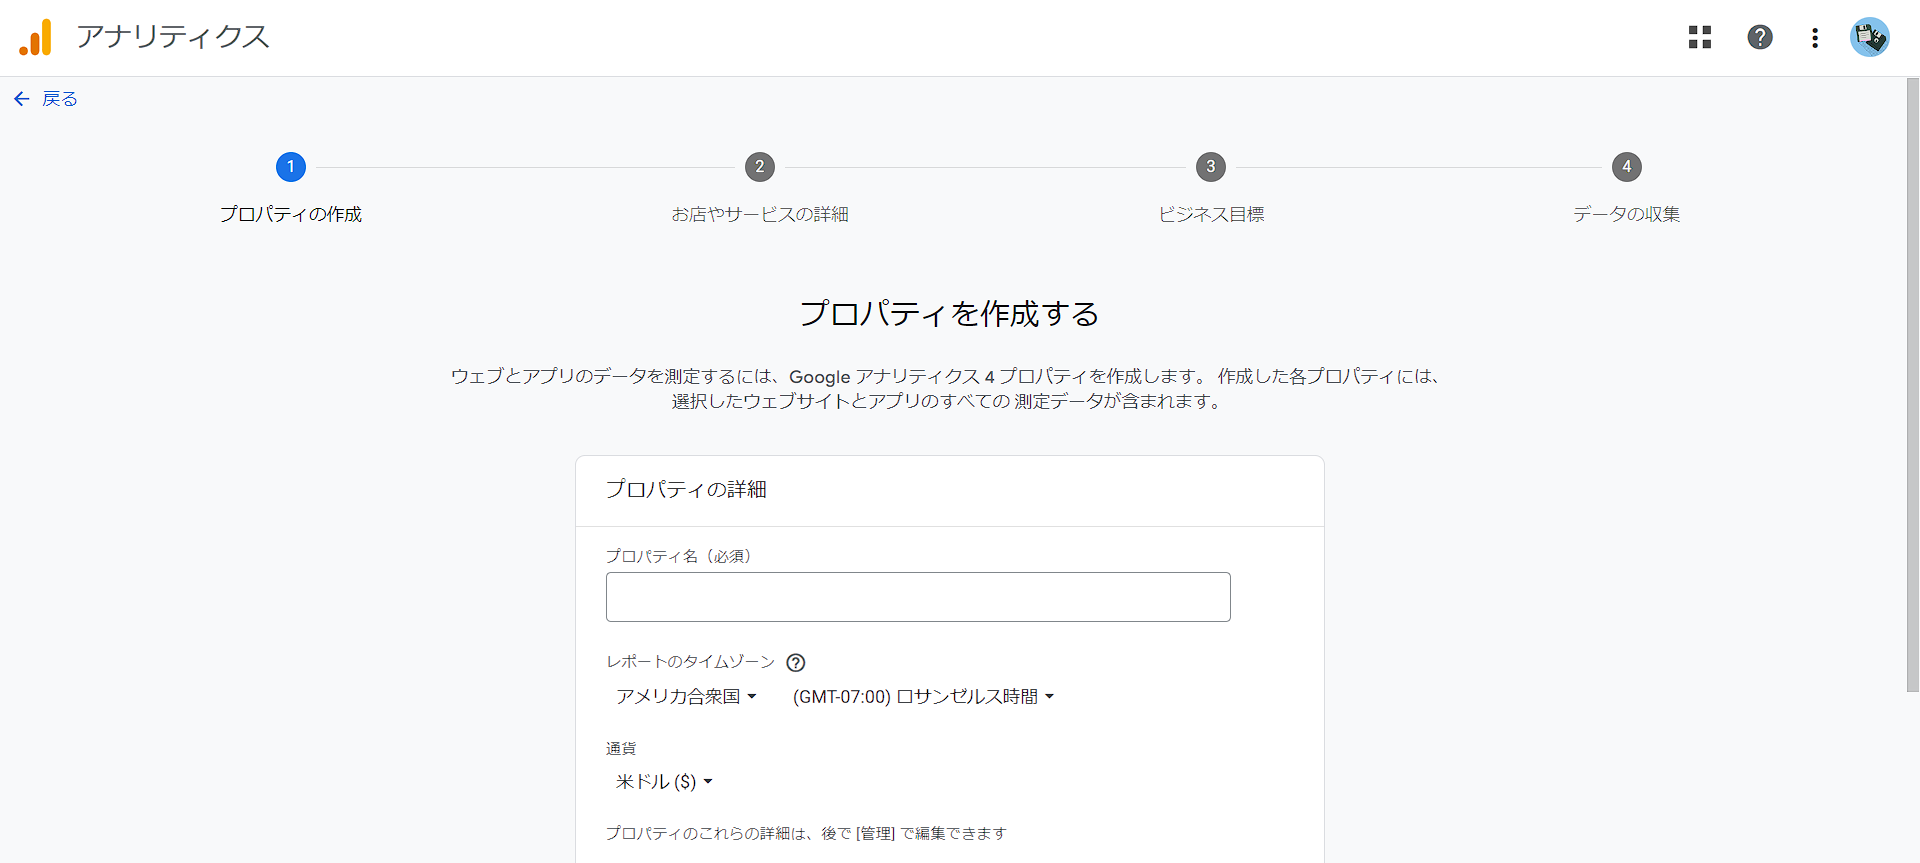 アナリティクス
戻る
1
2
3
4
プロパティの作成
お店やサービスの詳細
ビジネス目標
データの収集
プロパティを作成する
ウェブとアプリのデータを測定するには、Google アナリティクス 4 プロパティを作成します。 作成した各プロパティには、
選択したウェブサイトとアプリのすべての 測定データが含まれます。
プロパティの詳細
プロパティ名（必須）
レポートのタイムゾーン
アメリカ合衆国 (GMT-07:00) ロサンゼルス時間
通貨
米ドル ($)
プロパティのこれらの詳細は、後で [管理] で編集できます